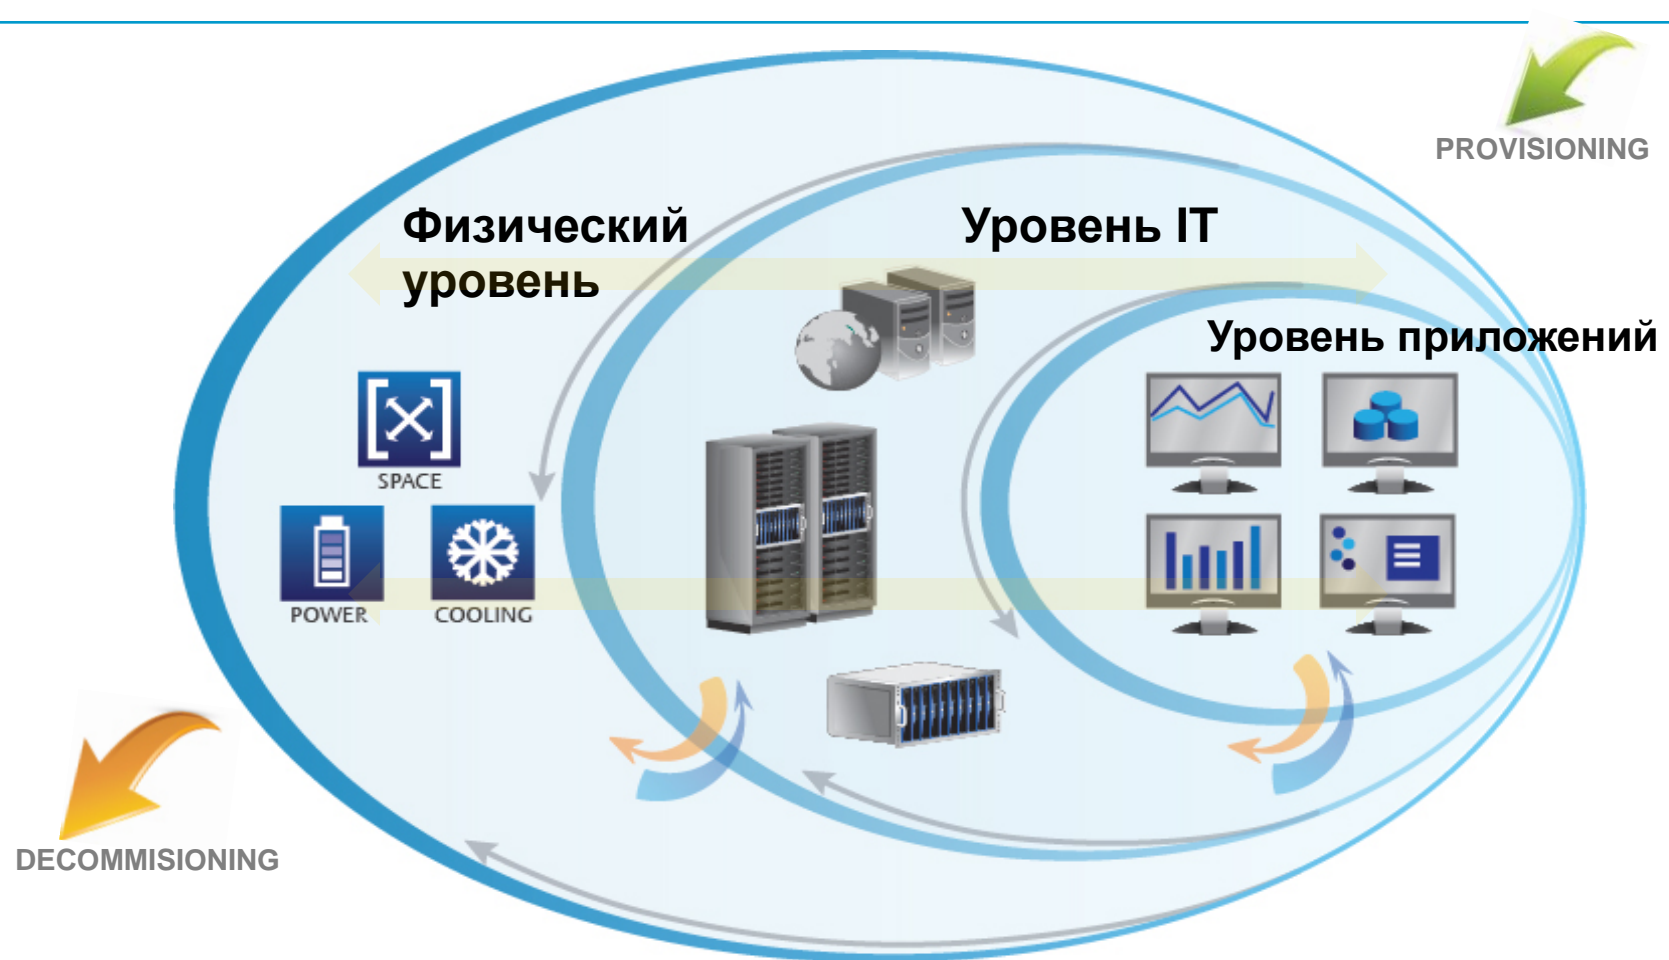 PROVISIONING
Физический
уровень
Уровень IT
Уровень приложений
SPACE
POWER
COOLING
DECOMMISIONING